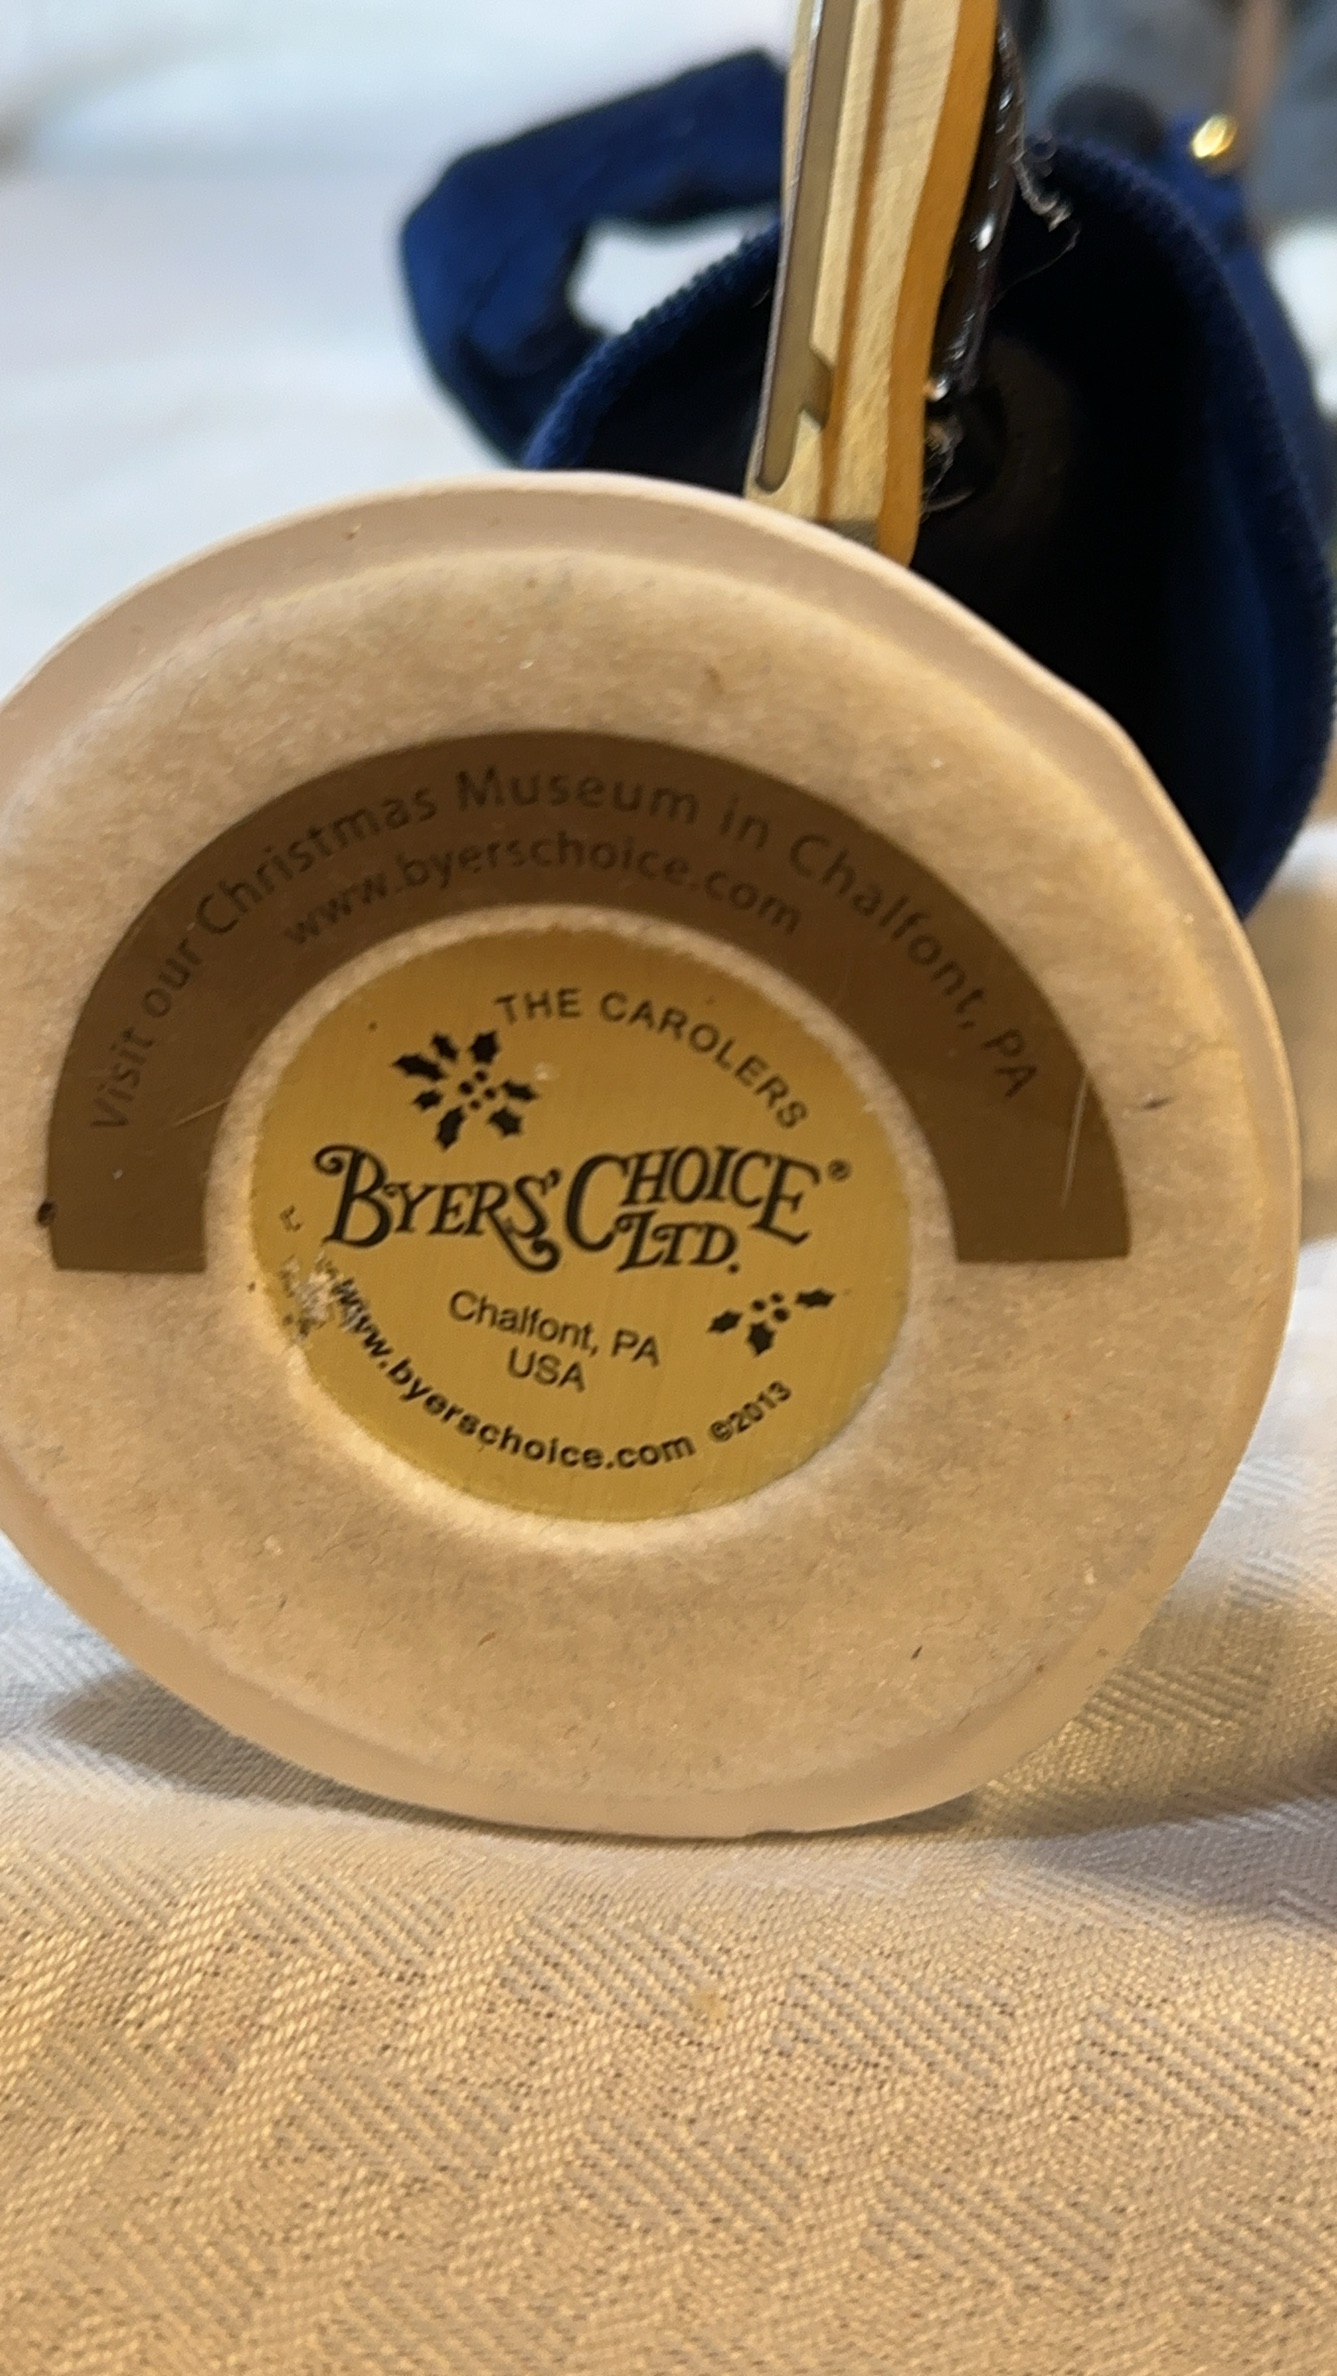 Visit our Christmas Museum in Chalfont, PA
www.byerschoice.com
THE CAROLERS
BYERS' CHOICE®
LTD.
Chalfont, PA
USA
www.byerschoice.com ©2013